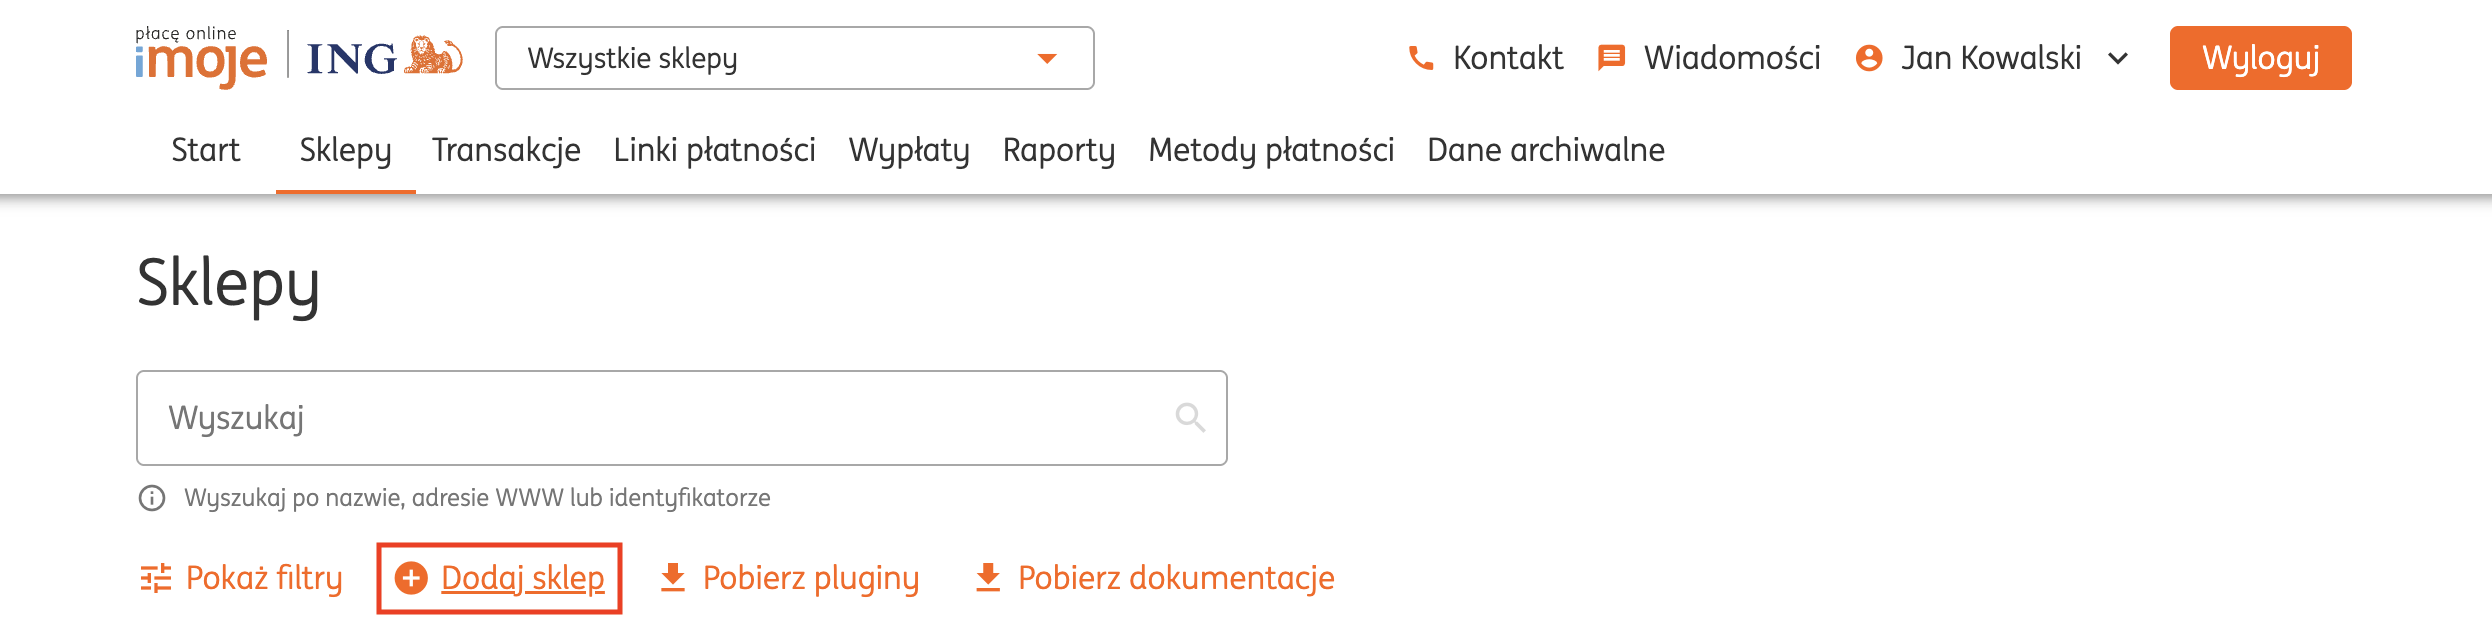 płacę online
imoje
ING
Wszystkie sklepy
Kontakt
Wiadomości
Jan Kowalski
Wyloguj
Start
Sklepy
Transakcje
Linki płatności
Wypłaty
Raporty
Metody płatności
Dane archiwalne
Sklepy
Wyszukaj
Wyszukaj po nazwie, adresie WWW lub identyfikatorze
Pokaż filtry
Dodaj sklep
Pobierz pluginy
Pobierz dokumentacje